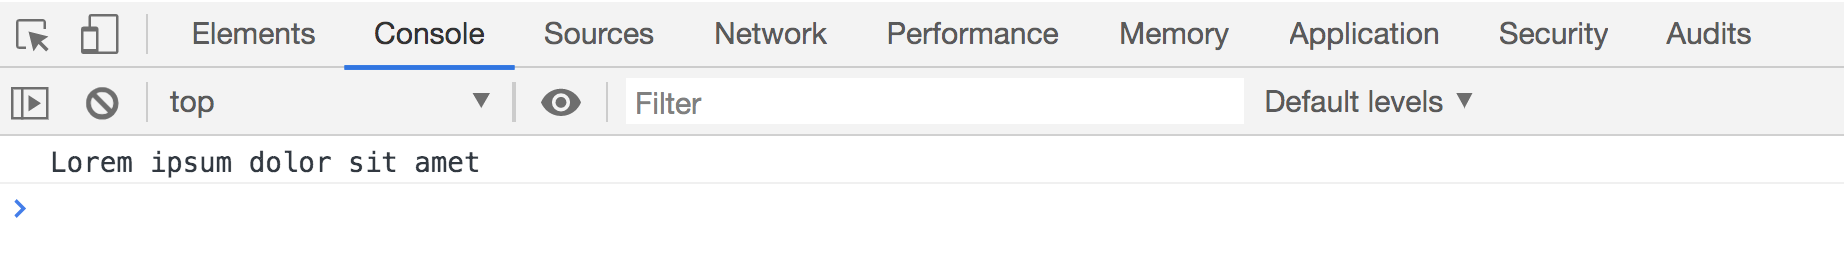 Elements Console Sources Network Performance Memory Application Security Audits
top Filter Default levels
Lorem ipsum dolor sit amet